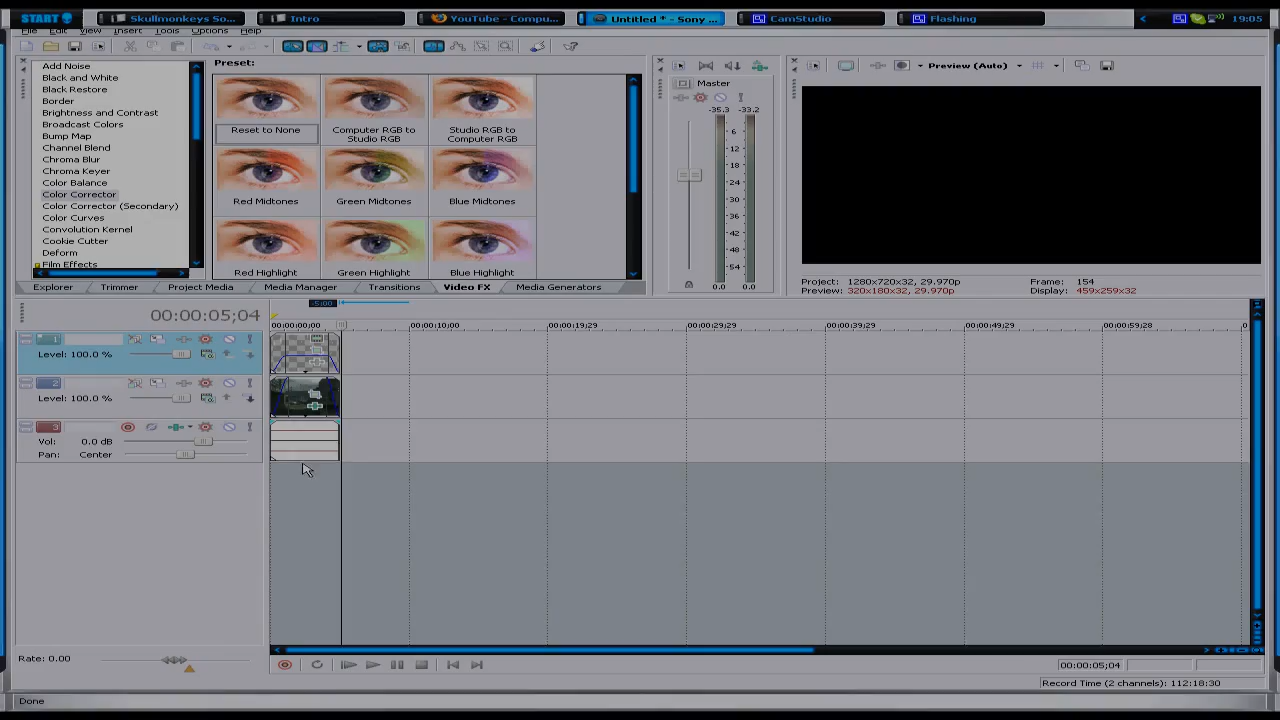 START
Skullmonkeys So...
Intro
YouTube - Compu...
Untitled * - Sony ...
CamStudio
Flashing
19:05
File Edit View Insert Tools Options Help
Add Noise
Black and White
Black Restore
Border
Brightness and Contrast
Broadcast Colors
Bump Map
Channel Blend
Chroma Blur
Chroma Keyer
Color Balance
Color Corrector
Color Corrector (Secondary)
Color Curves
Convolution Kernel
Cookie Cutter
Deform
Film Effects
Preset:
Reset to None
Computer RGB to
Studio RGB
Studio RGB to
Computer RGB
Red Midtones
Green Midtones
Blue Midtones
Red Highlight
Green Highlight
Blue Highlight
Explorer
Trimmer
Project Media
Media Manager
Transitions
Video FX
Media Generators
Master
-35.3 -33.2
6
12
18
24
30
36
42
48
54
0.0 0.0
Preview (Auto)
Project: 1280x720x32, 29.970p
Frame: 154
Preview: 320x180x32, 29.970p
Display: 459x259x32
00:00:05;04
-5;00
00:00:00;00
00:00:10;00
00:00:19;29
00:00:29;29
00:00:39;29
00:00:49;29
00:00:59;28
0
1
Level: 100.0 %
2
Level: 100.0 %
3
Vol: 0.0 dB
Pan: Center
Rate: 0.00
00:00:05;04
Record Time (2 channels): 112:18:30
Done